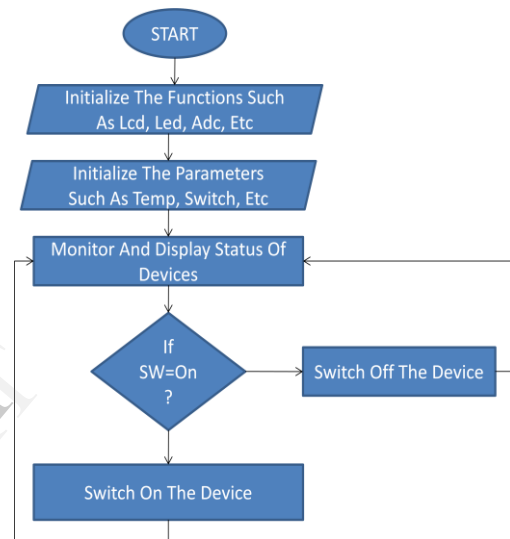 START
Initialize The Functions Such
As Lcd, Led, Adc, Etc
Initialize The Parameters
Such As Temp, Switch, Etc
Monitor And Display Status Of
Devices
If
SW=On
?
Switch Off The Device
Switch On The Device